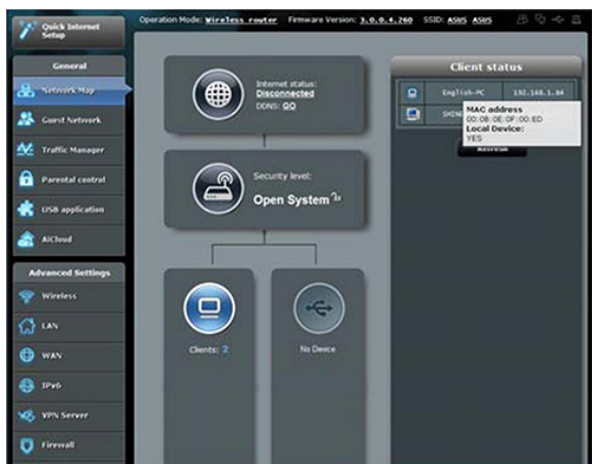 Quick Internet
Setup
Operation Mode: Wireless router Firmware Version: 3.0.0.4.260 SSID: ASUS ASUS
General
Network Map
Guest Network
Traffic Manager
Parental control
USB application
AiCloud
Advanced Settings
Wireless
LAN
WAN
IPv6
VPN Server
Firewall
Internet status:
Disconnected
DDNS: GO
Security level:
Open System
Clients: 2
No Device
Client status
English-PC 192.168.1.84
MAC address
00:0B:0E:0F:00:ED
Local Device:
YES
Refresh